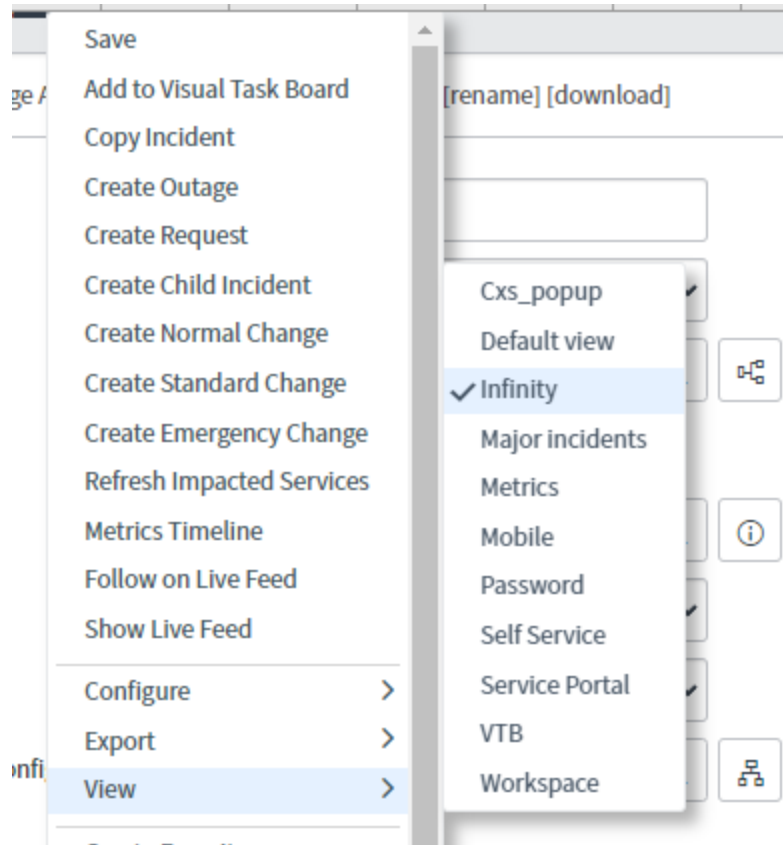 Save
Add to Visual Task Board
[rename] [download]
Copy Incident
Create Outage
Create Request
Create Child Incident
Create Normal Change
Create Standard Change
Create Emergency Change
Refresh Impacted Services
Metrics Timeline
Follow on Live Feed
Show Live Feed
Configure
Export
View
Cxs_popup
Default view
Infinity
Major incidents
Metrics
Mobile
Password
Self Service
Service Portal
VTB
Workspace